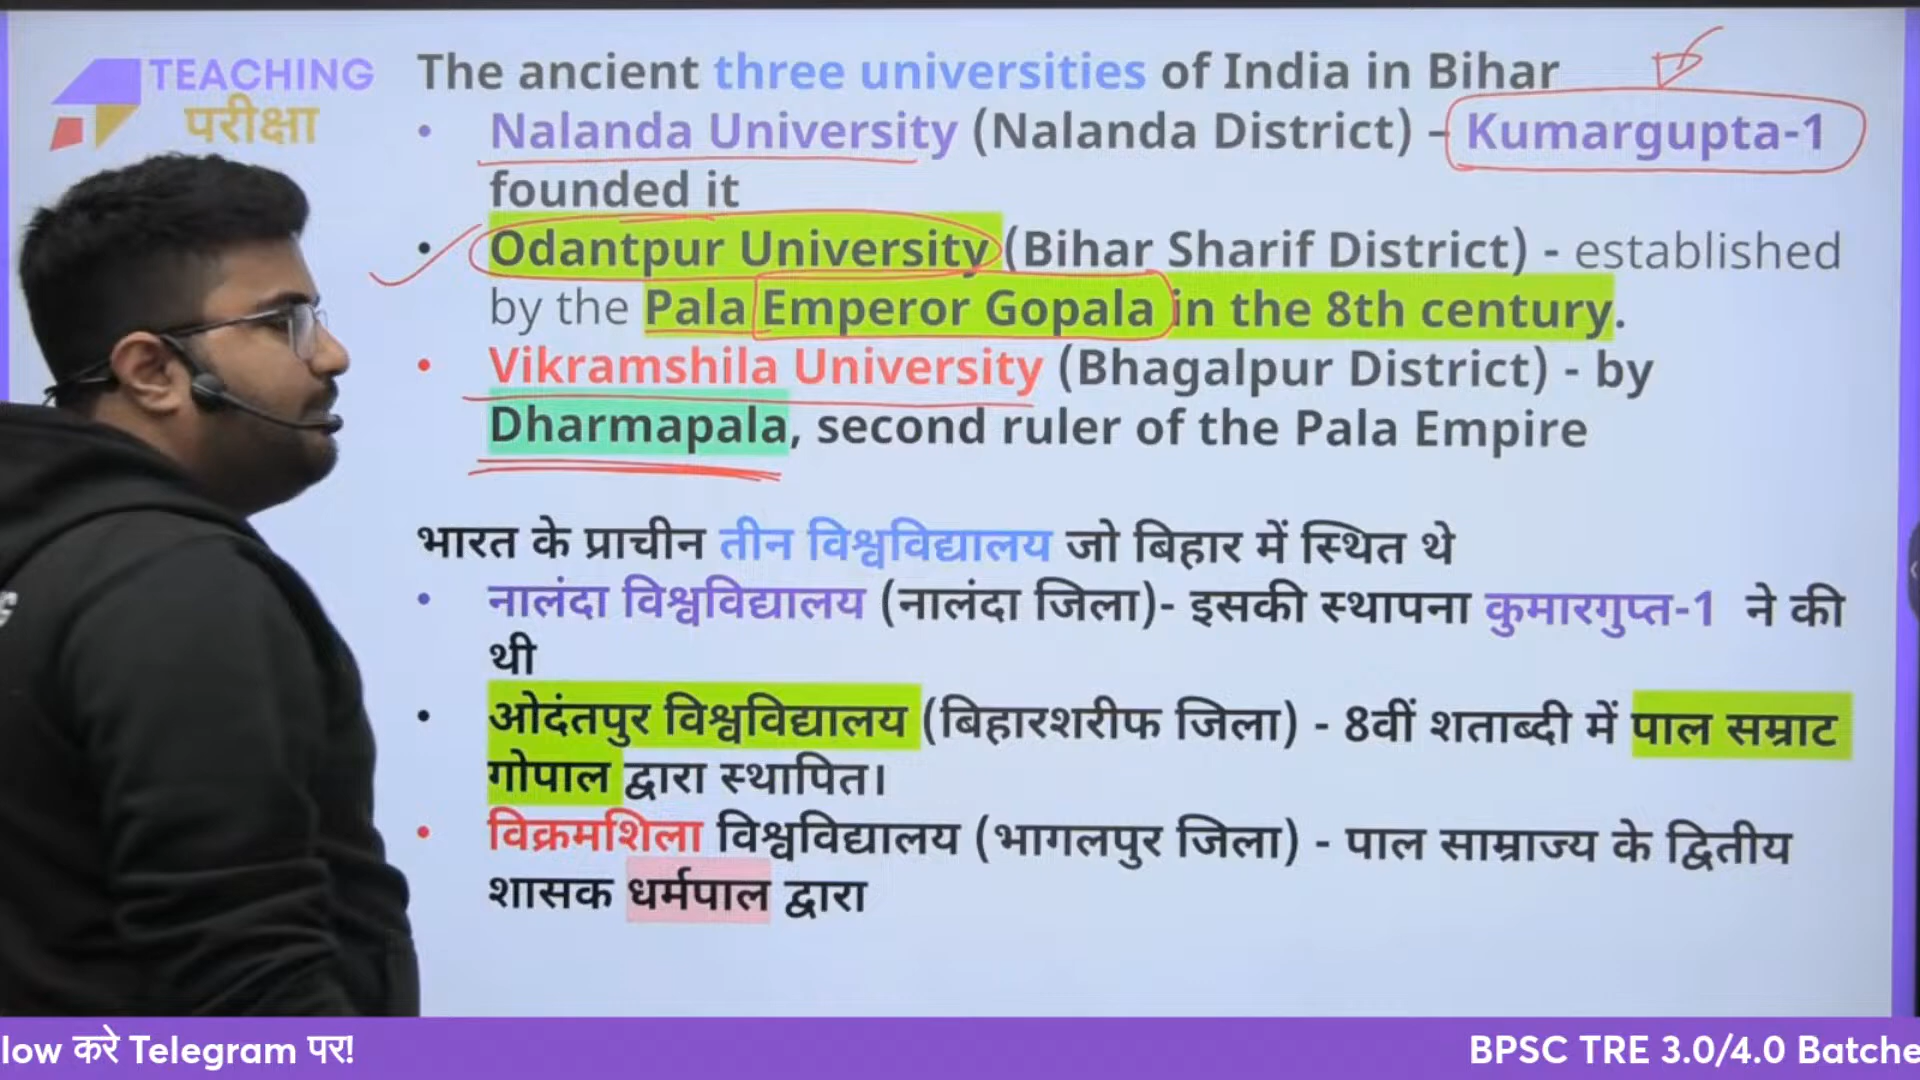 TEACHING
परीक्षा
The ancient three universities of India in Bihar
• Nalanda University (Nalanda District) – Kumargupta-1
founded it
• Odantpur University (Bihar Sharif District) - established
by the Pala Emperor Gopala in the 8th century.
• Vikramshila University (Bhagalpur District) - by
Dharmapala, second ruler of the Pala Empire
भारत के प्राचीन तीन विश्वविद्यालय जो बिहार में स्थित थे
• नालंदा विश्वविद्यालय (नालंदा जिला)- इसकी स्थापना कुमारगुप्त-1 ने की
थी
• ओदंतपुर विश्वविद्यालय (बिहारशरीफ जिला) - 8वीं शताब्दी में पाल सम्राट
गोपाल द्वारा स्थापित।
• विक्रमशिला विश्वविद्यालय (भागलपुर जिला) - पाल साम्राज्य के द्वितीय
शासक धर्मपाल द्वारा
low करे Telegram पर!
BPSC TRE 3.0/4.0 Batche